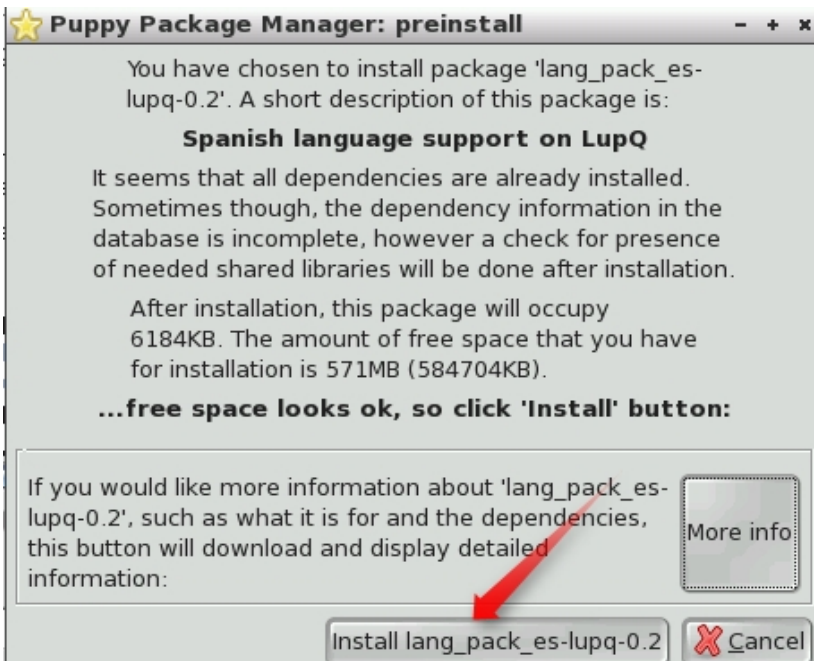 Puppy Package Manager: preinstall
You have chosen to install package 'lang_pack_es-
lupq-0.2'. A short description of this package is:
Spanish language support on LupQ
It seems that all dependencies are already installed.
Sometimes though, the dependency information in the
database is incomplete, however a check for presence
of needed shared libraries will be done after installation.
After installation, this package will occupy
6184KB. The amount of free space that you have
for installation is 571MB (584704KB).
...free space looks ok, so click 'Install' button:
If you would like more information about 'lang_pack_es-
lupq-0.2', such as what it is for and the dependencies,
this button will download and display detailed
information:
More info
Install lang_pack_es-lupq-0.2
Cancel